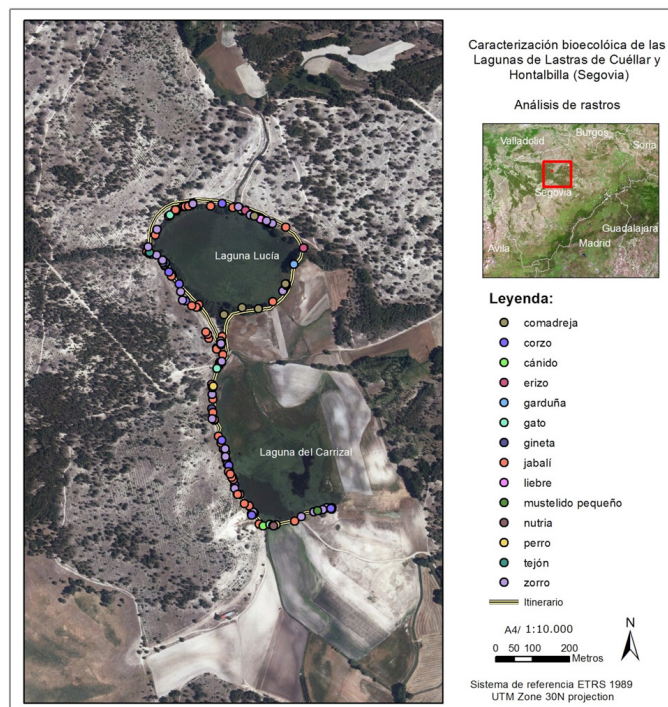 Caracterización bioecolóica de las
Lagunas de Lastras de Cuéllar y
Hontalbilla (Segovia)
Análisis de rastros
Valladolid
Burgos
Soria
Segovia
Guadalajara
Madrid
Avila
Laguna Lucía
Laguna del Carrizal
Leyenda:
comadreja
corzo
cánido
erizo
garduña
gato
gineta
jabalí
liebre
mustelido pequeño
nutria
perro
tejón
zorro
Itinerario
A4/ 1:10.000
N
0 50 100 200
Metros
Sistema de referencia ETRS 1989
UTM Zone 30N projection